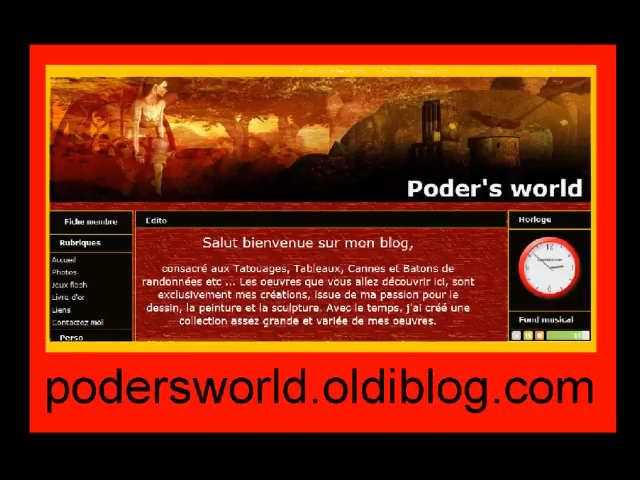 Poder's world
Fiche membre
Rubriques
Accueil
Photos
Jeux flash
Livre d'or
Liens
Contactez moi
Perso
Edito
Salut bienvenue sur mon blog,
consacré aux Tatouages, Tableaux, Cannes et Batons de
randonnées etc ... Les oeuvres que vous allez découvrir ici, sont
exclusivement mes créations, issue de ma passion pour le
dessin, la peinture et la sculpture. Avec le temps, j'ai créé une
collection assez grande et variée de mes oeuvres.
Horloge
Fond musical
podersworld.oldiblog.com